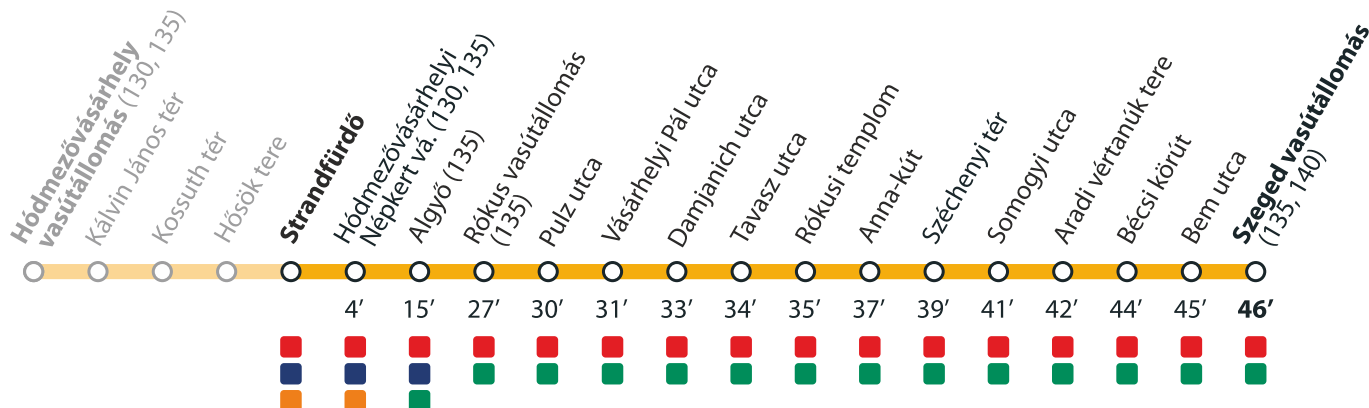 Hódmezővásárhely
vasútállomás (130, 135)
Kálvin János tér
Kossuth tér
Hősök tere
Strandfürdő
Hódmezővásárhelyi
Népkert vá. (130, 135)
Algyő (135)
Rókus vasútállomás
(135)
Pulz utca
Vásárhelyi Pál utca
Damjanich utca
Tavasz utca
Rókusi templom
Anna-kút
Széchenyi tér
Somogyi utca
Aradi vértanúk tere
Bécsi körút
Bem utca
Szeged vasútállomás
(135, 140)
4’ 15’ 27’ 30’ 31’ 33’ 34’ 35’ 37’ 39’ 41’ 42’ 44’ 45’ 46’